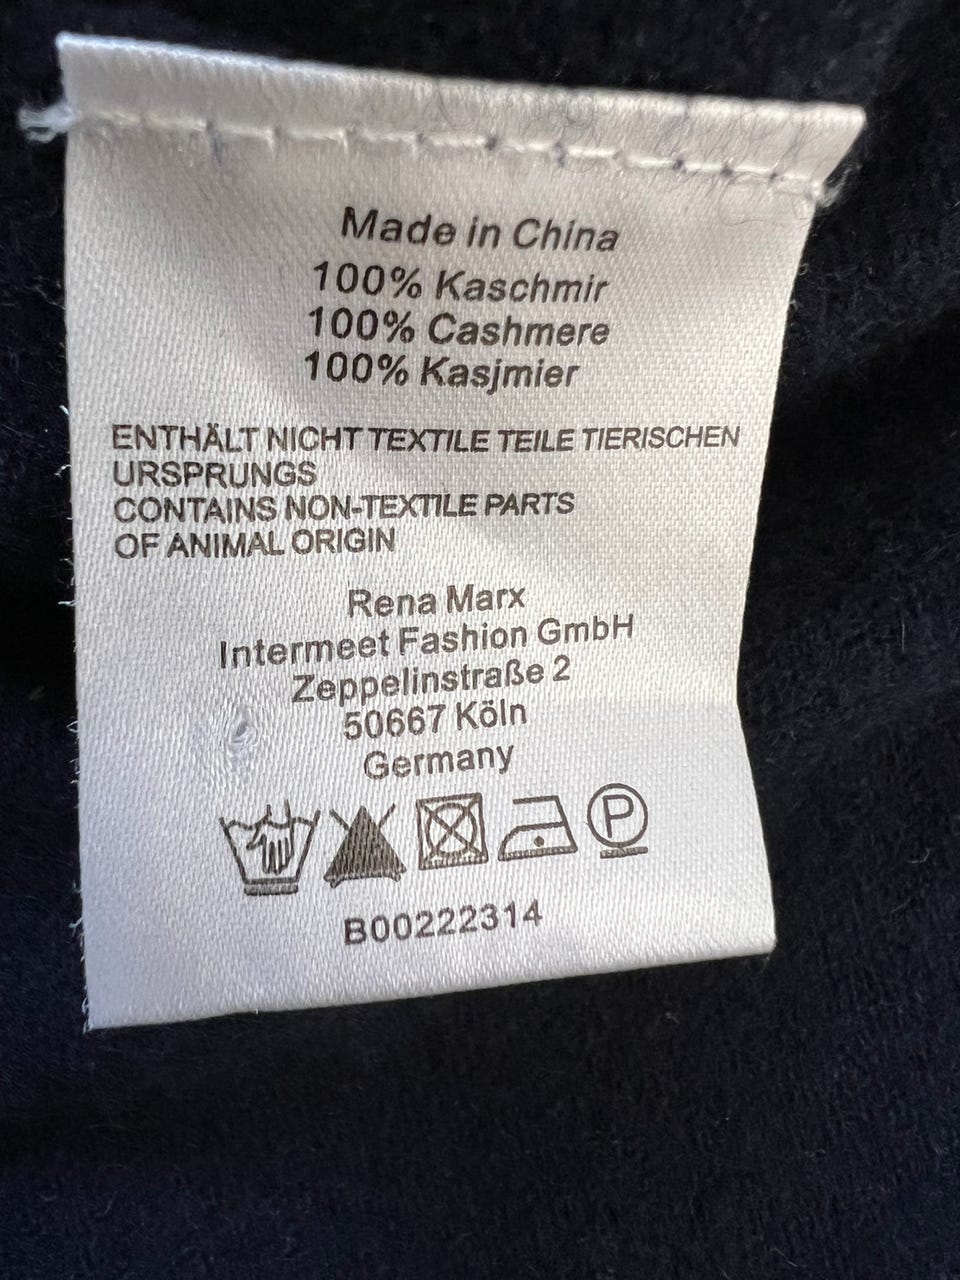 Made in China
100% Kaschmir
100% Cashmere
100% Kasjmier
ENTHÄLT NICHT TEXTILE TEILE TIERISCHEN
URSPRUNGS
CONTAINS NON-TEXTILE PARTS
OF ANIMAL ORIGIN
Rena Marx
Intermeet Fashion GmbH
Zeppelinstraße 2
50667 Köln
Germany
P
B00222314